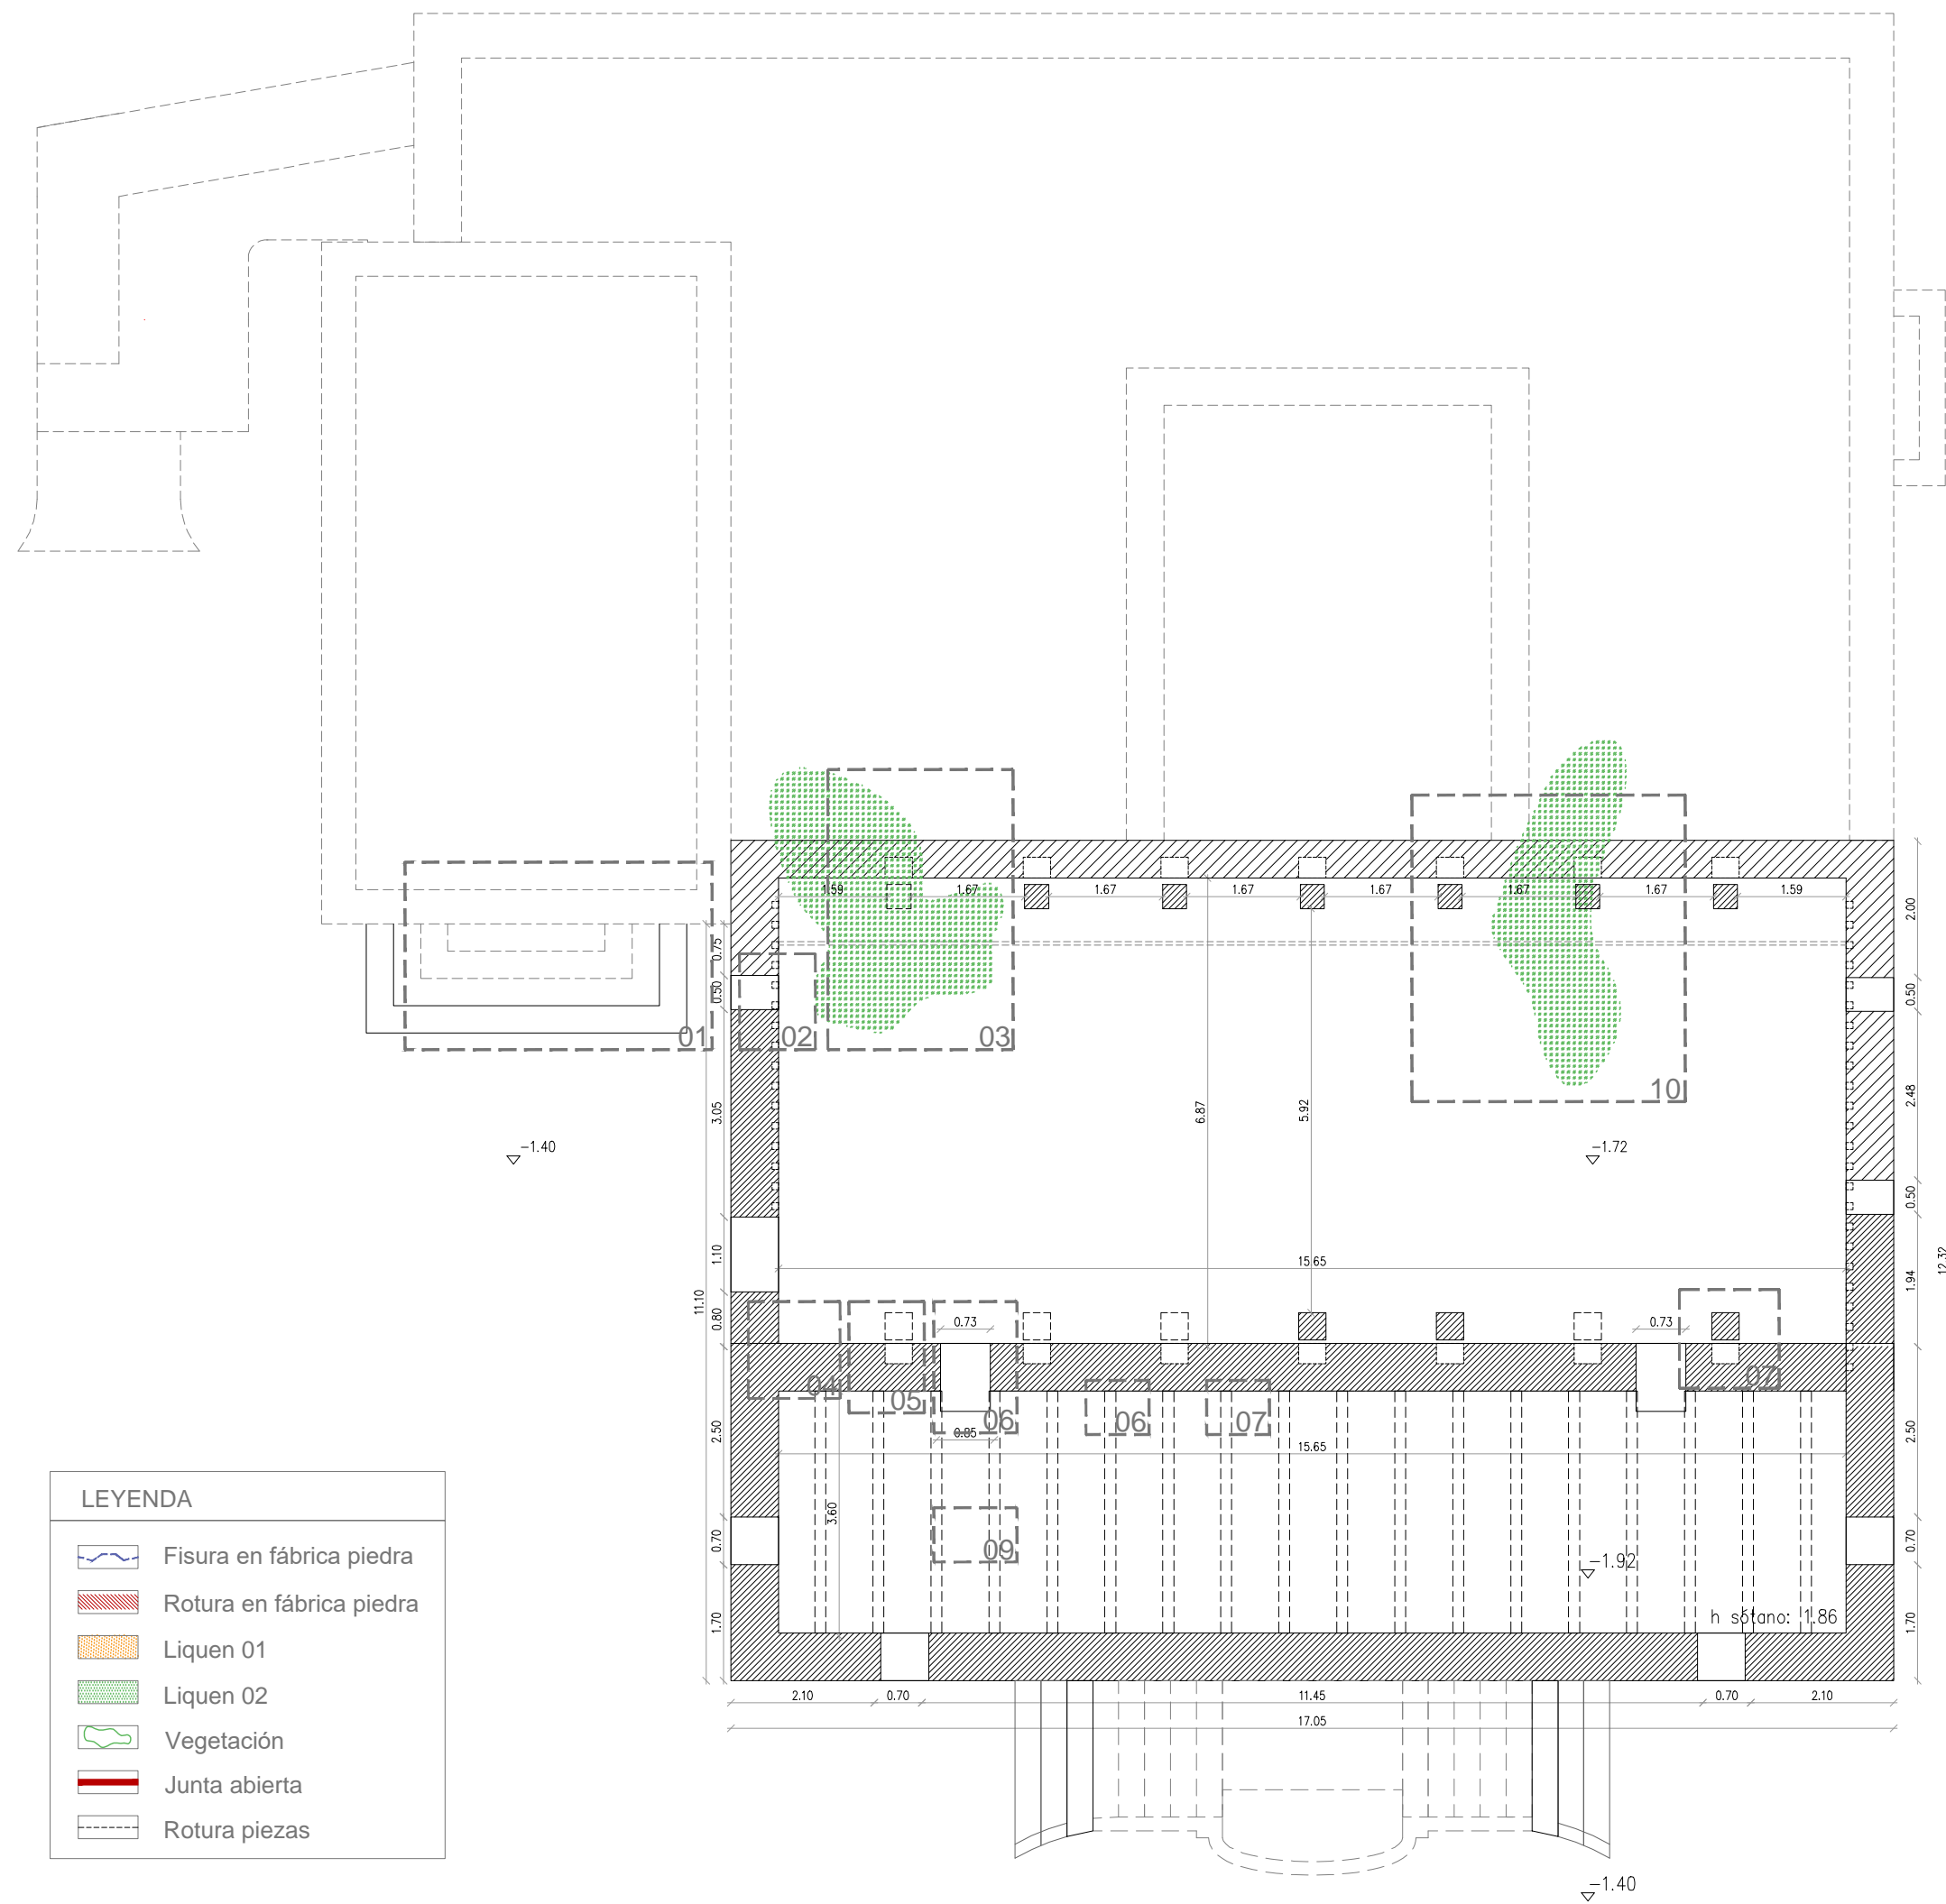 1.59 1.67 1.67 1.67 1.67 1.67 1.67 1.59
2.00
0.75
0.50
0.50
01 02 03
10
3.05
6.87
5.92
2.48
-1.40
-1.72
0.50
1.10
15.65
12.32
1.94
11.10
0.80
0.73
0.73
04 05 06 06 07 07
0.85
2.50
15.65
2.50
3.60
0.70
09
0.70
-1.92
1.70
h sótano: 1.86
1.70
2.10 0.70 11.45 0.70 2.10
17.05
-1.40
LEYENDA
Fisura en fábrica piedra
Rotura en fábrica piedra
Liquen 01
Liquen 02
Vegetación
Junta abierta
Rotura piezas